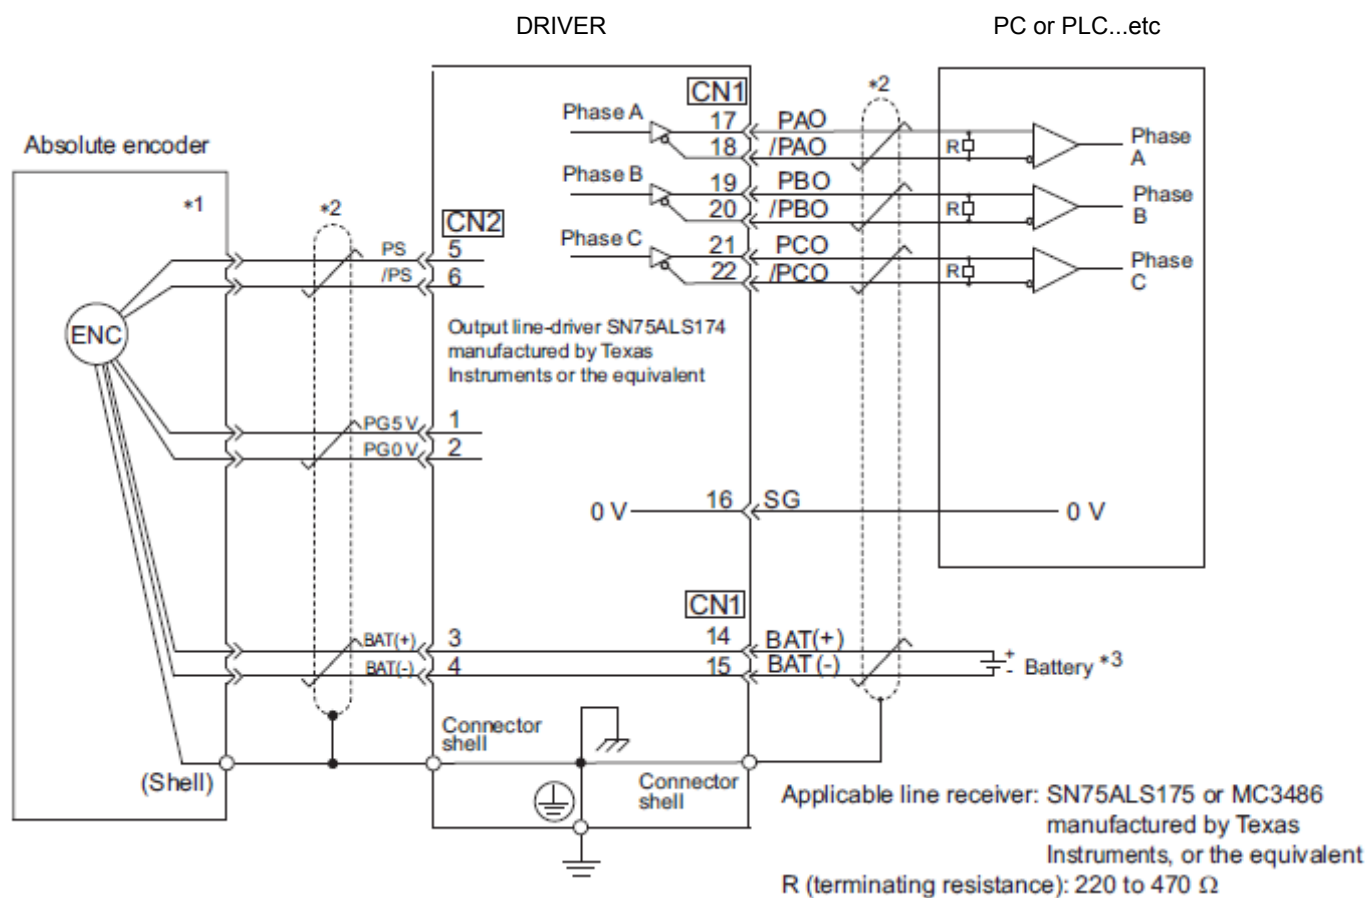 DRIVER
PC or PLC...etc
Absolute encoder
*1
*2
ENC
PS
/PS
CN2
5
6
Phase A
Phase B
Phase C
CN1
17
18
19
20
21
22
PAO
/PAO
PBO
/PBO
PCO
/PCO
*2
R
R
R
Phase
A
Phase
B
Phase
C
Output line-driver SN75ALS174
manufactured by Texas
Instruments or the equivalent
PG5 V
PG0 V
1
2
0 V
16
SG
0 V
CN1
BAT(+)
BAT(-)
3
4
14
15
BAT(+)
BAT(-)
+
-
Battery *3
(Shell)
Connector
shell
Connector
shell
Applicable line receiver: SN75ALS175 or MC3486
manufactured by Texas
Instruments, or the equivalent
R (terminating resistance): 220 to 470 Ω